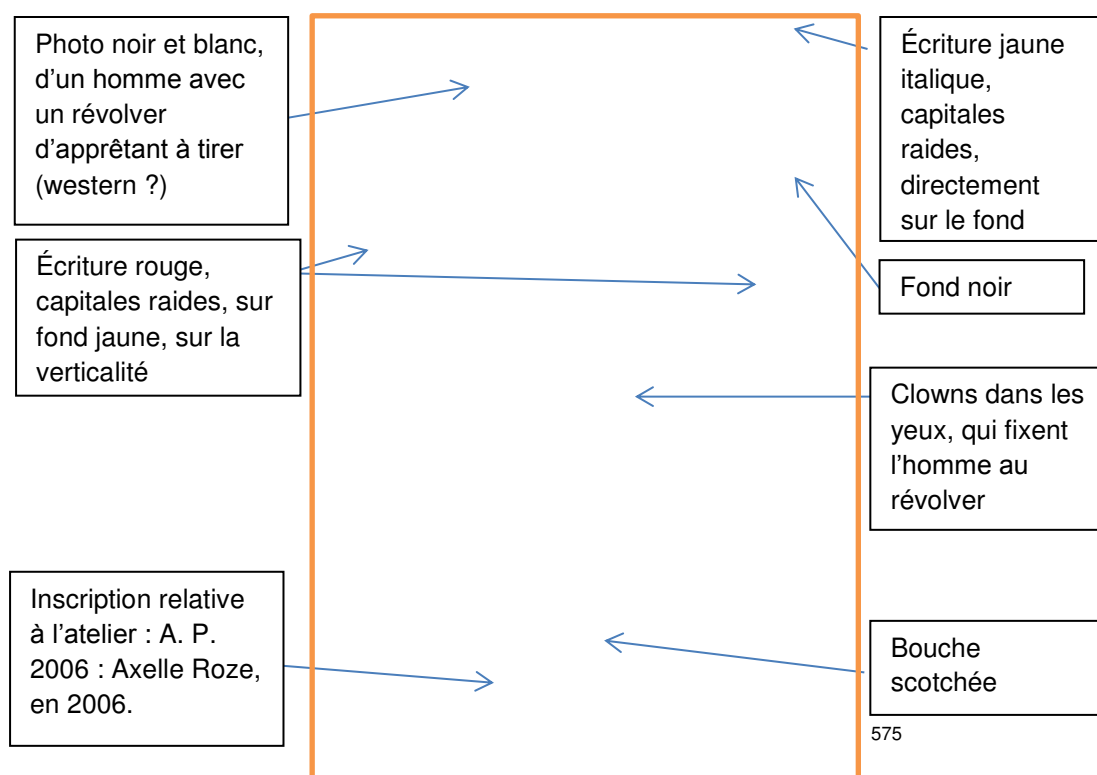 Photo noir et blanc,
d'un homme avec
un révolver
d'apprêtant à tirer
(western ?)
Écriture jaune
italique,
capitales
raides,
directement
sur le fond
Écriture rouge,
capitales raides, sur
fond jaune, sur la
verticalité
Fond noir
Clowns dans les
yeux, qui fixent
l'homme au
révolver
Inscription relative
à l'atelier : A. P.
2006 : Axelle Roze,
en 2006.
Bouche
scotchée
575